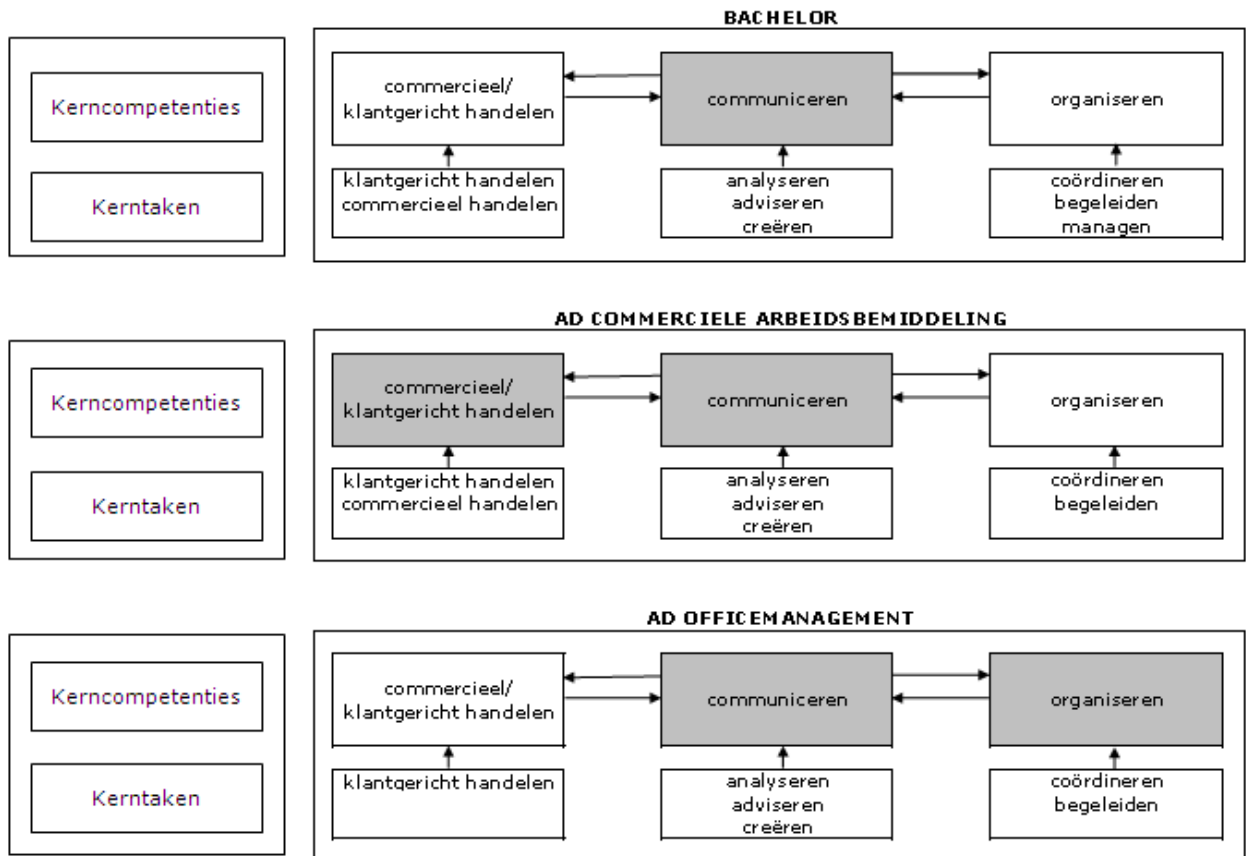 BACHELOR
Kerncompetenties
Kerntaken
commercieel/
klantgericht handelen
communiceren
organiseren
klantgericht handelen
commercieel handelen
analyseren
adviseren
creëren
coördineren
begeleiden
managen
AD COMMERCIELE ARBEIDSBEMIDDELING
Kerncompetenties
Kerntaken
commercieel/
klantgericht handelen
communiceren
organiseren
klantgericht handelen
commercieel handelen
analyseren
adviseren
creëren
coördineren
begeleiden
AD OFFICEMANAGEMENT
Kerncompetenties
Kerntaken
commercieel/
klantgericht handelen
communiceren
organiseren
klantgericht handelen
analyseren
adviseren
creëren
coördineren
begeleiden